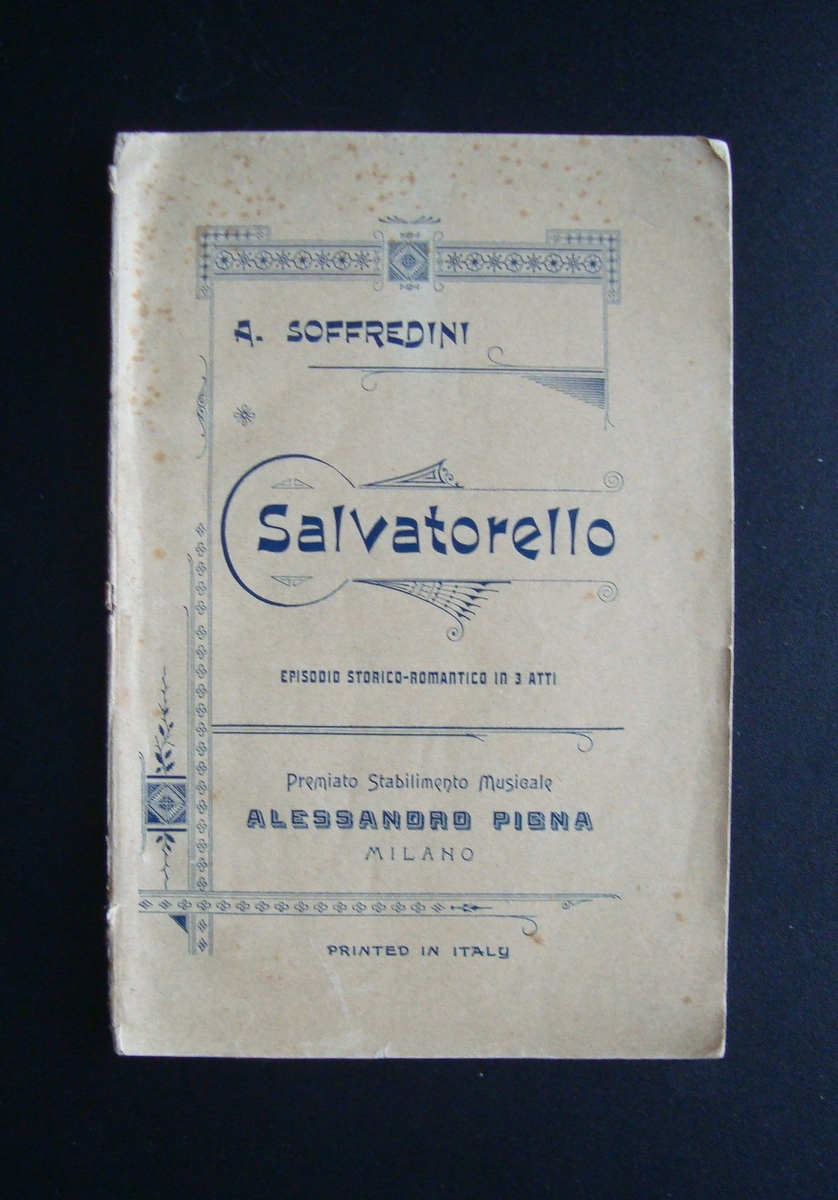 A. SOFFREDINI
Salvatorello
EPISODIO STORICO-ROMANTICO IN 3 ATTI
Premiato Stabilimento Musicale
ALESSANDRO PIGNA
MILANO
PRINTED IN ITALY